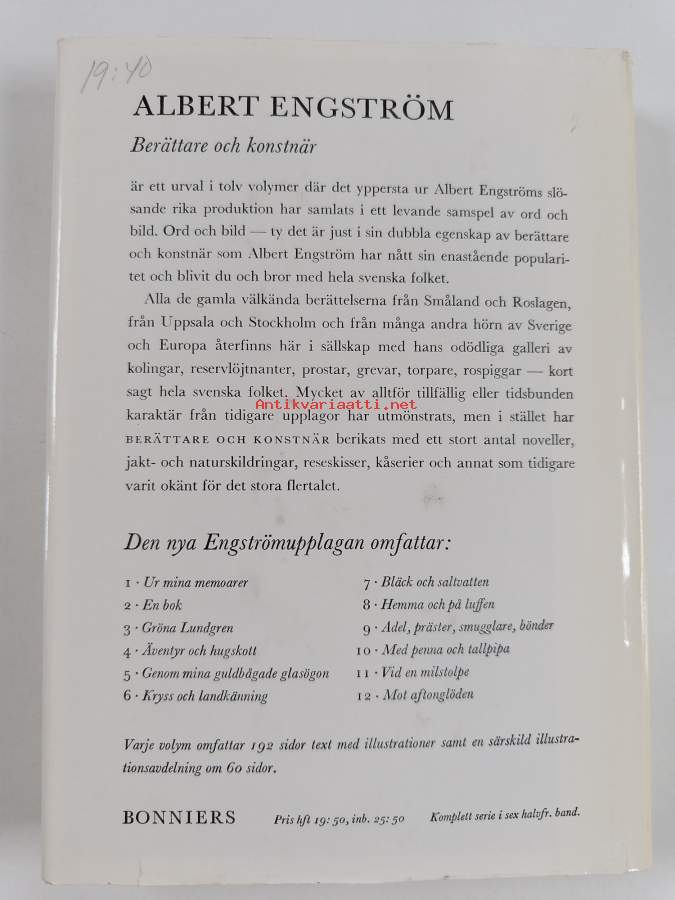 19:40
ALBERT ENGSTRÖM
Berättare och konstnär
är ett urval i tolv volymer där det yppersta ur Albert Engströms slö-
sande rika produktion har samlats i ett levande samspel av ord och
bild. Ord och bild — ty det är just i sin dubbla egenskap av berättare
och konstnär som Albert Engström har nått sin enastående populari-
tet och blivit du och bror med hela svenska folket.
Alla de gamla välkända berättelserna från Småland och Roslagen,
från Uppsala och Stockholm och från många andra hörn av Sverige
och Europa återfinns här i sällskap med hans odödliga galleri av
kolingar, reservlöjtnanter, prostar, grevar, torpare, rospiggar — kort
sagt hela svenska folket. Mycket av alltför tillfällig eller tidsbunden
Antikvariaatti.net
karaktär från tidigare upplagor har utmönstrats, men i stället har
BERÄTTARE OCH KONSTNÄR berikats med ett stort antal noveller,
jakt- och naturskildringar, reseskisser, kåserier och annat som tidigare
varit okänt för det stora flertalet.
Den nya Engströmupplagan omfattar:
1 · Ur mina memoarer
2 · En bok
3 · Gröna Lundgren
4 · Äventyr och hugskott
5 · Genom mina guldbågade glasögon
6 · Kryss och landkänning
7 · Bläck och saltvatten
8 · Hemma och på luffen
9 · Adel, präster, smugglare, bönder
10 · Med penna och tallpipa
11 · Vid en milstolpe
12 · Mot aftonglöden
Varje volym omfattar 192 sidor text med illustrationer samt en särskild illustra-
tionsavdelning om 60 sidor.
BONNIERS Pris hft 19:50, inb. 25:50 Komplett serie i sex halvfr. band.